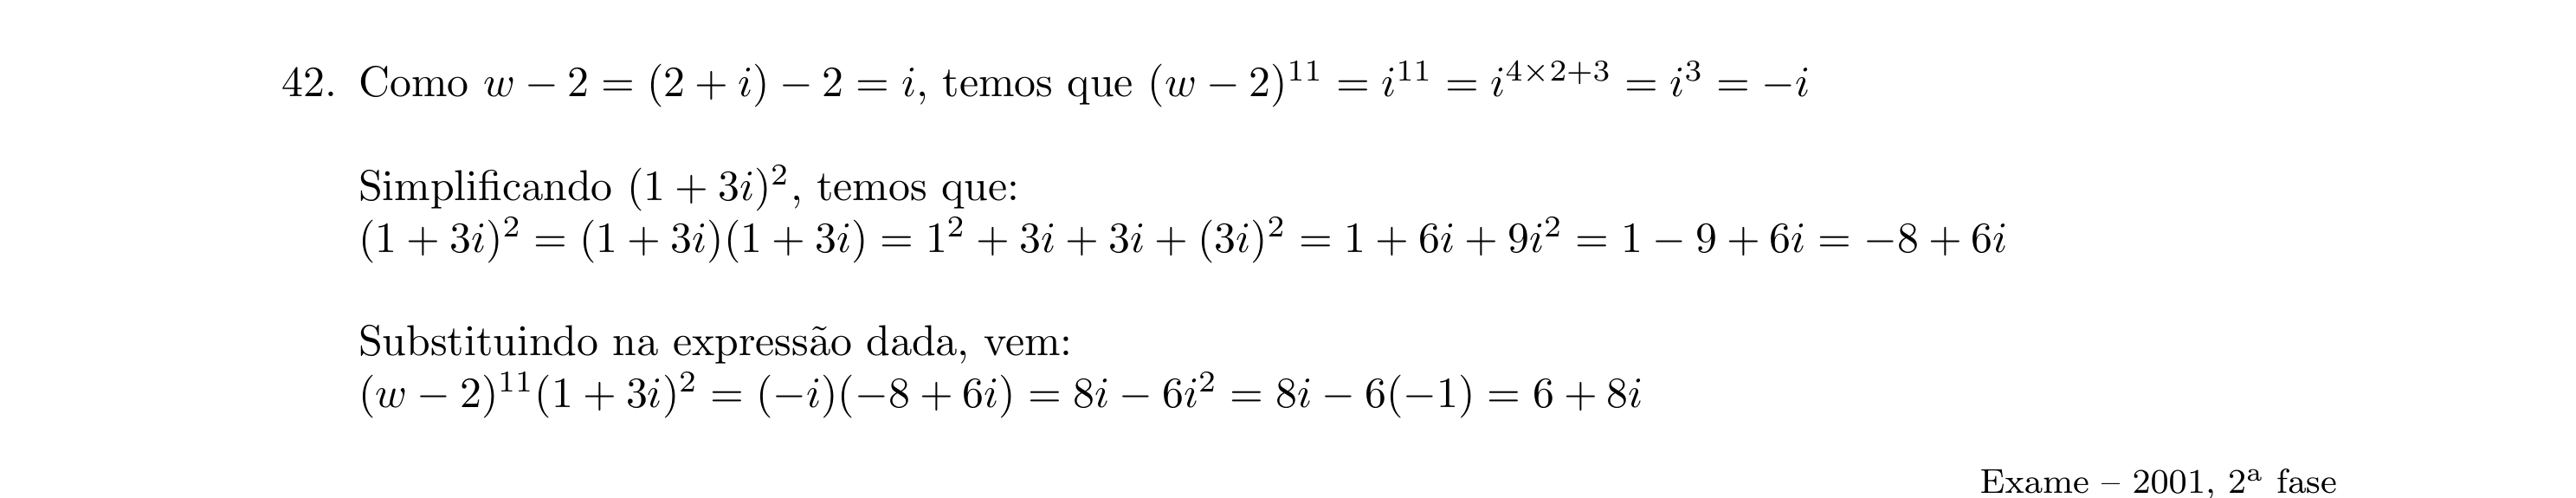 42. Como $w - 2 = (2 + i) - 2 = i$, temos que $(w - 2)^{11} = i^{11} = i^{4 \times 2 + 3} = i^3 = -i$
Simplificando $(1 + 3i)^2$, temos que:
$(1 + 3i)^2 = (1 + 3i)(1 + 3i) = 1^2 + 3i + 3i + (3i)^2 = 1 + 6i + 9i^2 = 1 - 9 + 6i = -8 + 6i$
Substituindo na expressão dada, vem:
$(w - 2)^{11}(1 + 3i)^2 = (-i)(-8 + 6i) = 8i - 6i^2 = 8i - 6(-1) = 6 + 8i$
Exame – 2001, 2ª fase